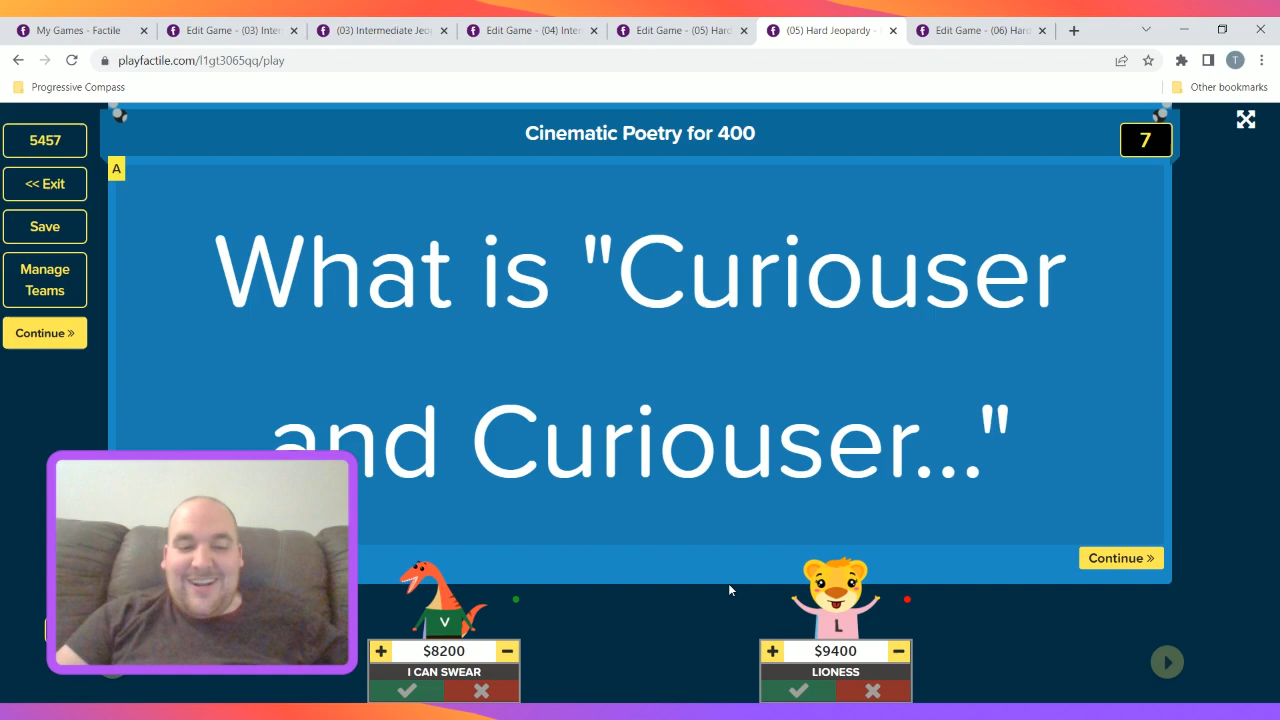 My Games - Factile
Edit Game - (03) Inter
(03) Intermediate Jeo
Edit Game - (04) Inter
Edit Game - (05) Hard
(05) Hard Jeopardy -
Edit Game - (06) Hard
playfactile.com/l1gt3065qq/play
T
Progressive Compass
Other bookmarks
5457
Cinematic Poetry for 400
7
A
<< Exit
Save
Manage
Teams
Continue »
What is "Curiouser
and Curiouser..."
Continue »
V
L
+ $8200 −
+ $9400 −
I CAN SWEAR
LIONESS